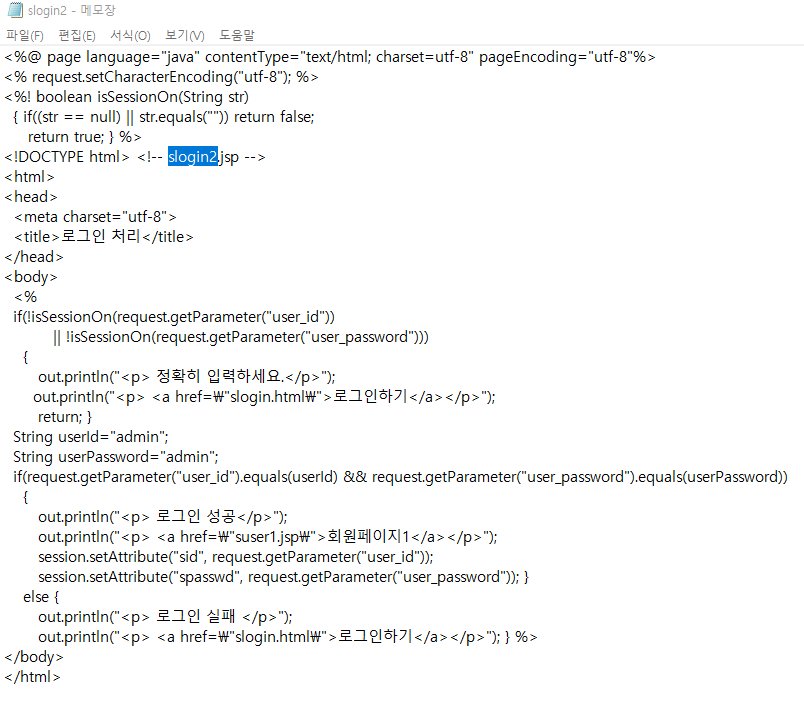 slogin2 - 메모장
파일(F) 편집(E) 서식(O) 보기(V) 도움말
<%@ page language="java" contentType="text/html; charset=utf-8" pageEncoding="utf-8"%>
<% request.setCharacterEncoding("utf-8"); %>
<%! boolean isSessionOn(String str)
{ if((str == null) || str.equals("")) return false;
return true; } %>
<!DOCTYPE html> <!-- slogin2.jsp -->
<html>
<head>
<meta charset="utf-8">
<title>로그인 처리</title>
</head>
<body>
<%
if(!isSessionOn(request.getParameter("user_id"))
|| !isSessionOn(request.getParameter("user_password")))
{
out.println("<p> 정확히 입력하세요.</p>");
out.println("<p> <a href=₩"slogin.html₩">로그인하기</a></p>");
return; }
String userId="admin";
String userPassword="admin";
if(request.getParameter("user_id").equals(userId) && request.getParameter("user_password").equals(userPassword))
{
out.println("<p> 로그인 성공</p>");
out.println("<p> <a href=₩"suser1.jsp₩">회원페이지1</a></p>");
session.setAttribute("sid", request.getParameter("user_id"));
session.setAttribute("spasswd", request.getParameter("user_password")); }
else {
out.println("<p> 로그인 실패 </p>");
out.println("<p> <a href=₩"slogin.html₩">로그인하기</a></p>"); } %>
</body>
</html>